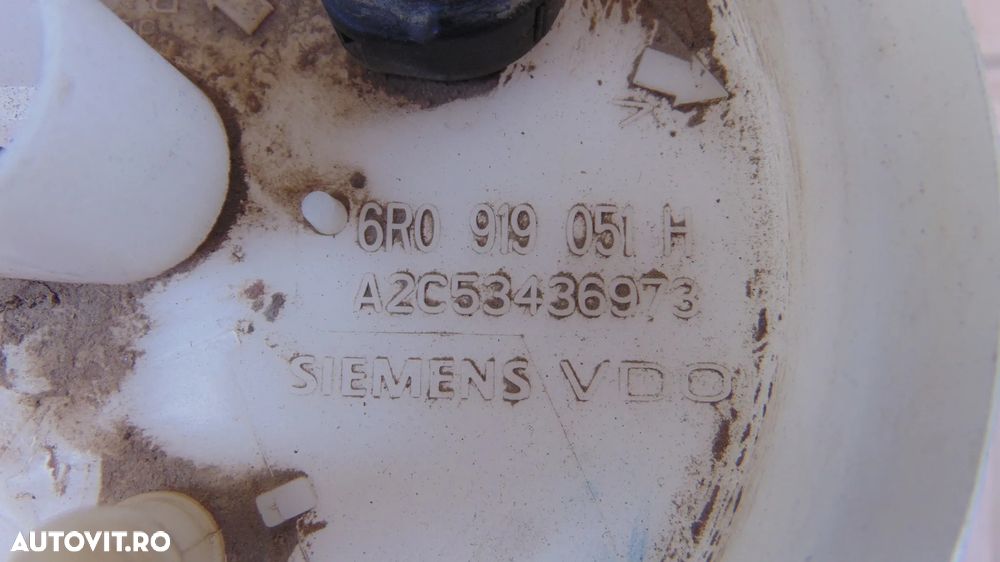 6R0 919 051 H
A2C53436973
SIEMENS VDO
AUTOVIT.RO